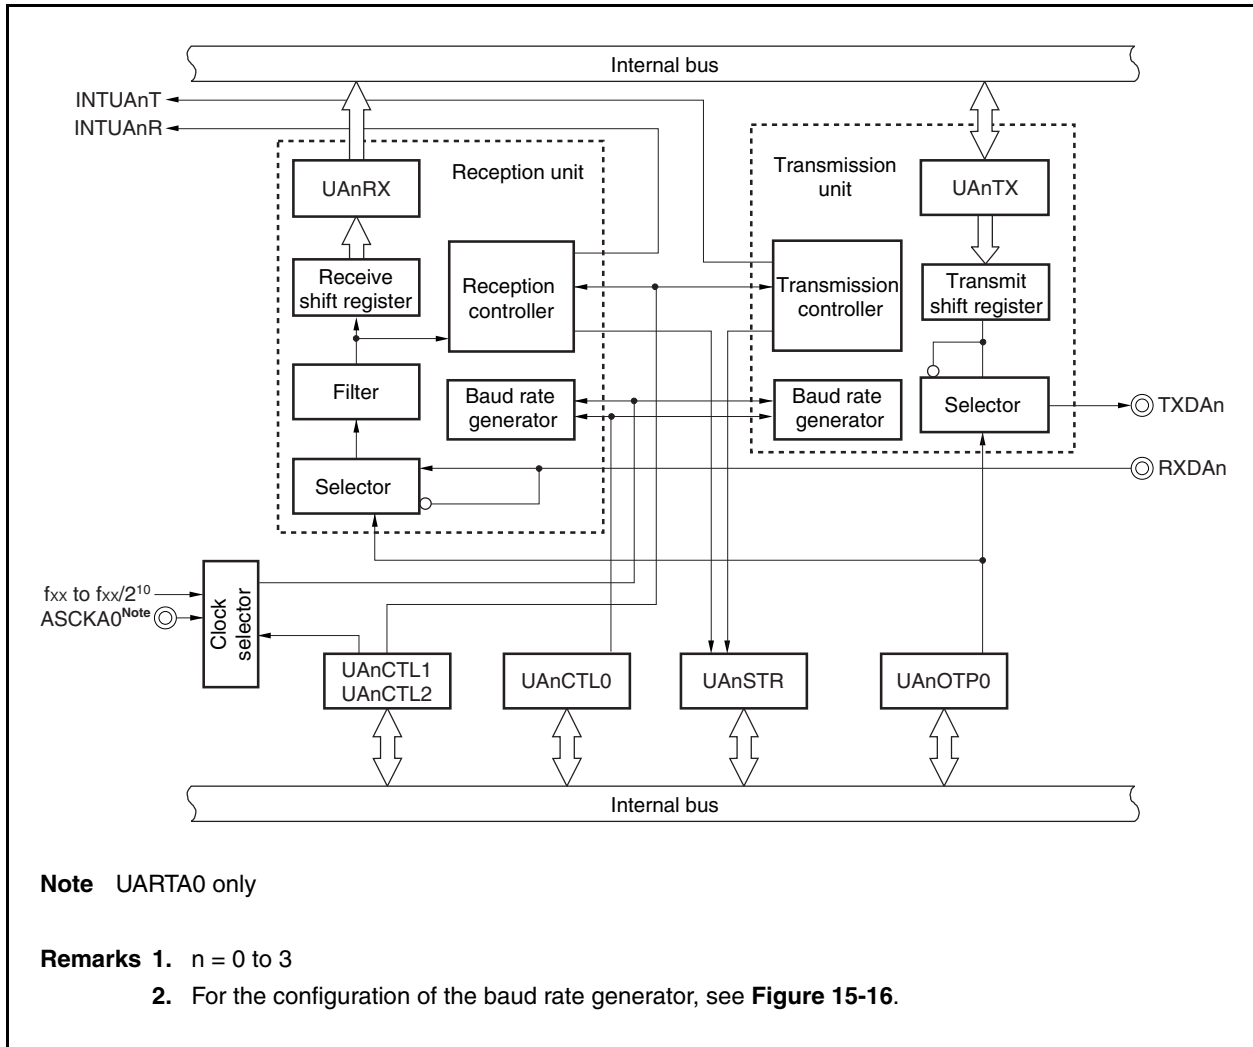 Internal bus
INTUAnT
INTUAnR
Reception unit
Transmission
unit
UAnRX
UAnTX
Receive
shift register
Reception
controller
Transmission
controller
Transmit
shift register
Filter
Baud rate
generator
Baud rate
generator
Selector
TXDAn
Selector
RXDAn
fxx to fxx/2¹⁰
ASCKA0Note
Clock
selector
UAnCTL1
UAnCTL2
UAnCTL0
UAnSTR
UAnOTP0
Internal bus
Note UARTA0 only
Remarks 1. n = 0 to 3
2. For the configuration of the baud rate generator, see Figure 15-16.